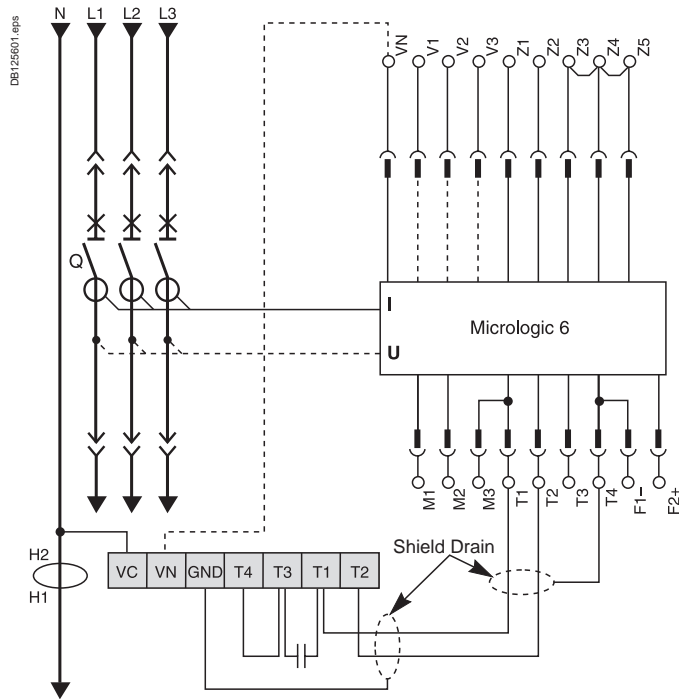 DB125601.eps
N L1 L2 L3
VN V1 V2 V3 Z1 Z2 Z3 Z4 Z5
Q
I
Micrologic 6
U
M1 M2 M3 T1 T2 T3 T4 F1– F2+
Shield Drain
H2
H1
VC VN GND T4 T3 T1 T2